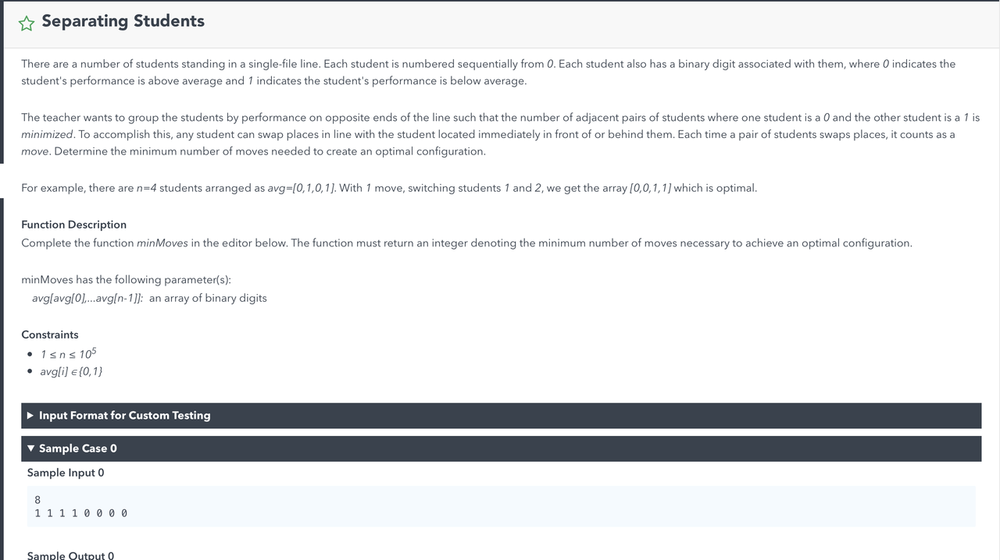 Separating Students
There are a number of students standing in a single-file line. Each student is numbered sequentially from 0. Each student also has a binary digit associated with them, where 0 indicates the
student's performance is above average and 1 indicates the student's performance is below average.
The teacher wants to group the students by performance on opposite ends of the line such that the number of adjacent pairs of students where one student is a 0 and the other student is a 1 is
minimized. To accomplish this, any student can swap places in line with the student located immediately in front of or behind them. Each time a pair of students swaps places, it counts as a
move. Determine the minimum number of moves needed to create an optimal configuration.
For example, there are n=4 students arranged as avg=[0,1,0,1]. With 1 move, switching students 1 and 2, we get the array [0,0,1,1] which is optimal.
Function Description
Complete the function minMoves in the editor below. The function must return an integer denoting the minimum number of moves necessary to achieve an optimal configuration.
minMoves has the following parameter(s):
avg[avg[0],...avg[n-1]]: an array of binary digits
Constraints
• 1 ≤ n ≤ 10⁵
• avg[i] ∈ {0,1}
▶ Input Format for Custom Testing
▼ Sample Case 0
Sample Input 0
8
1 1 1 1 0 0 0 0
Sample Output 0